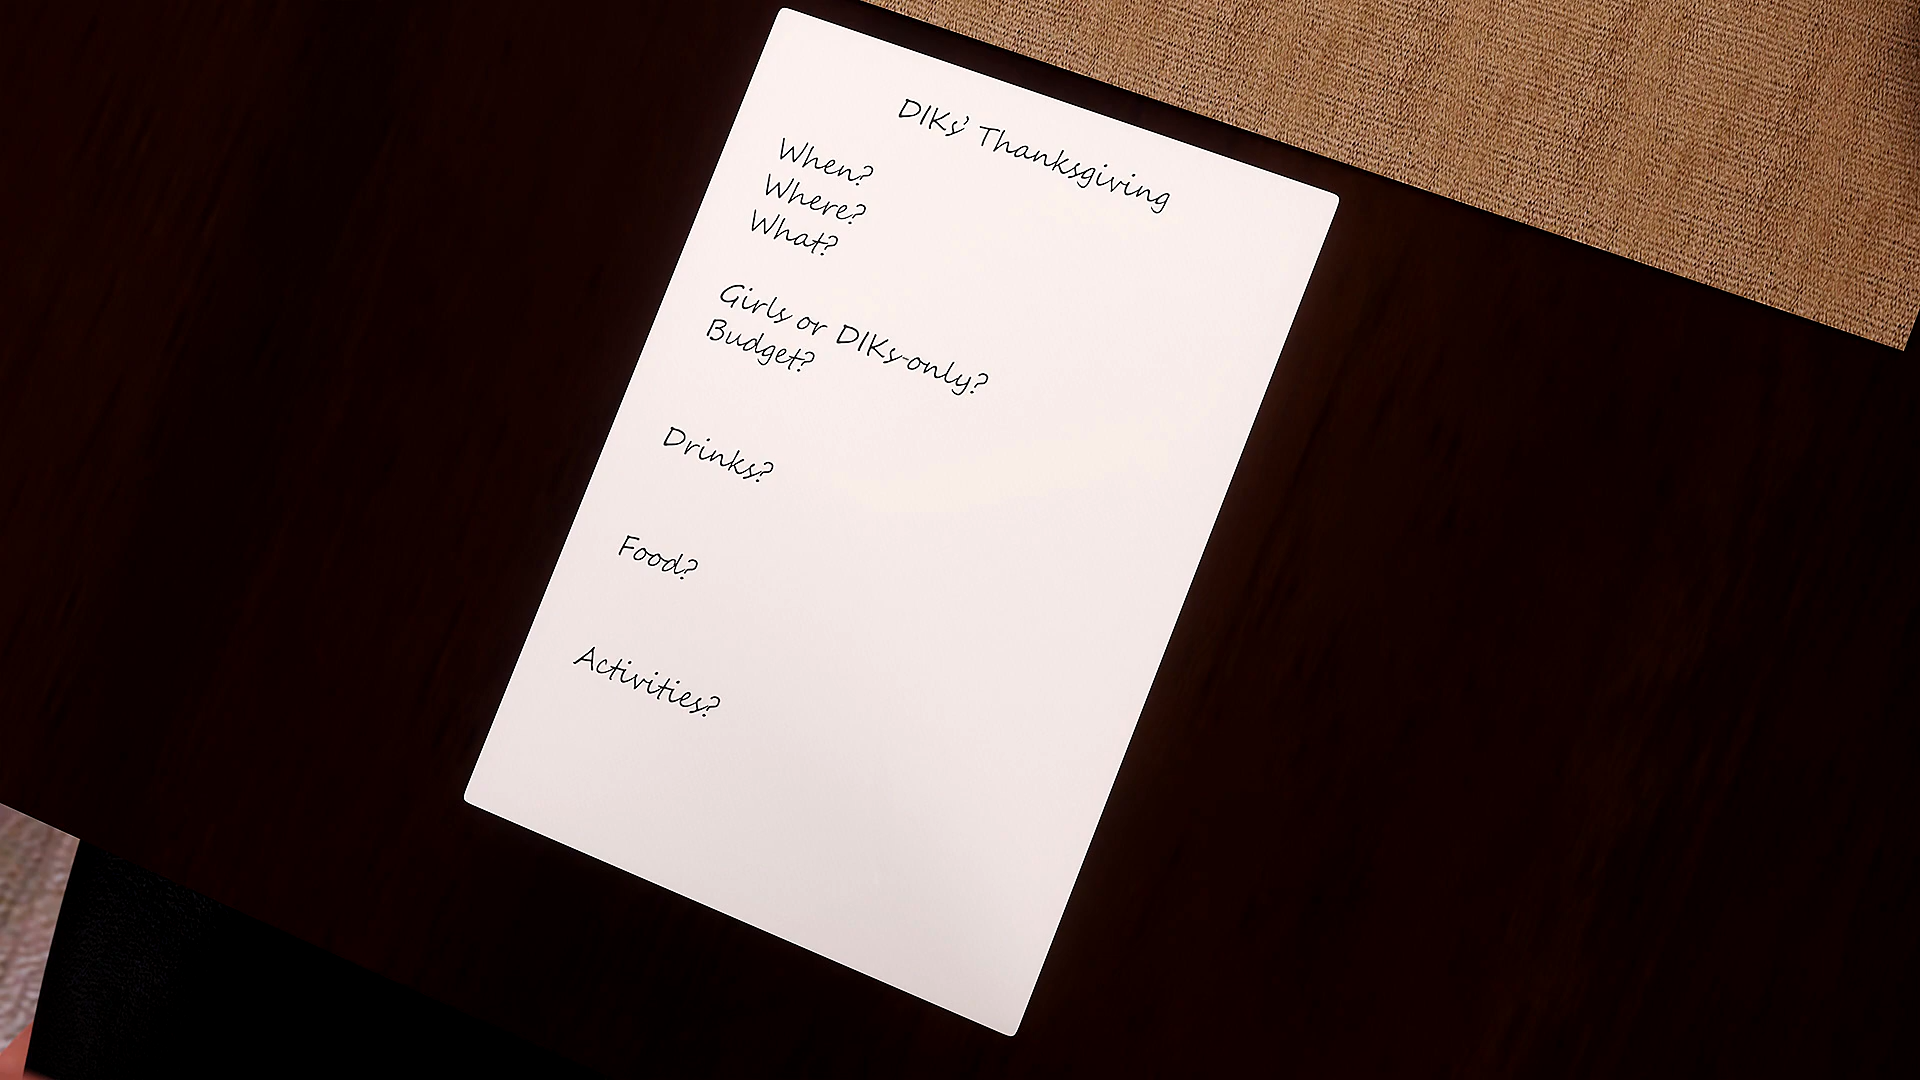 DIKs' Thanksgiving
When?
Where?
What?
Girls or DIKs-only?
Budget?
Drinks?
Food?
Activities?